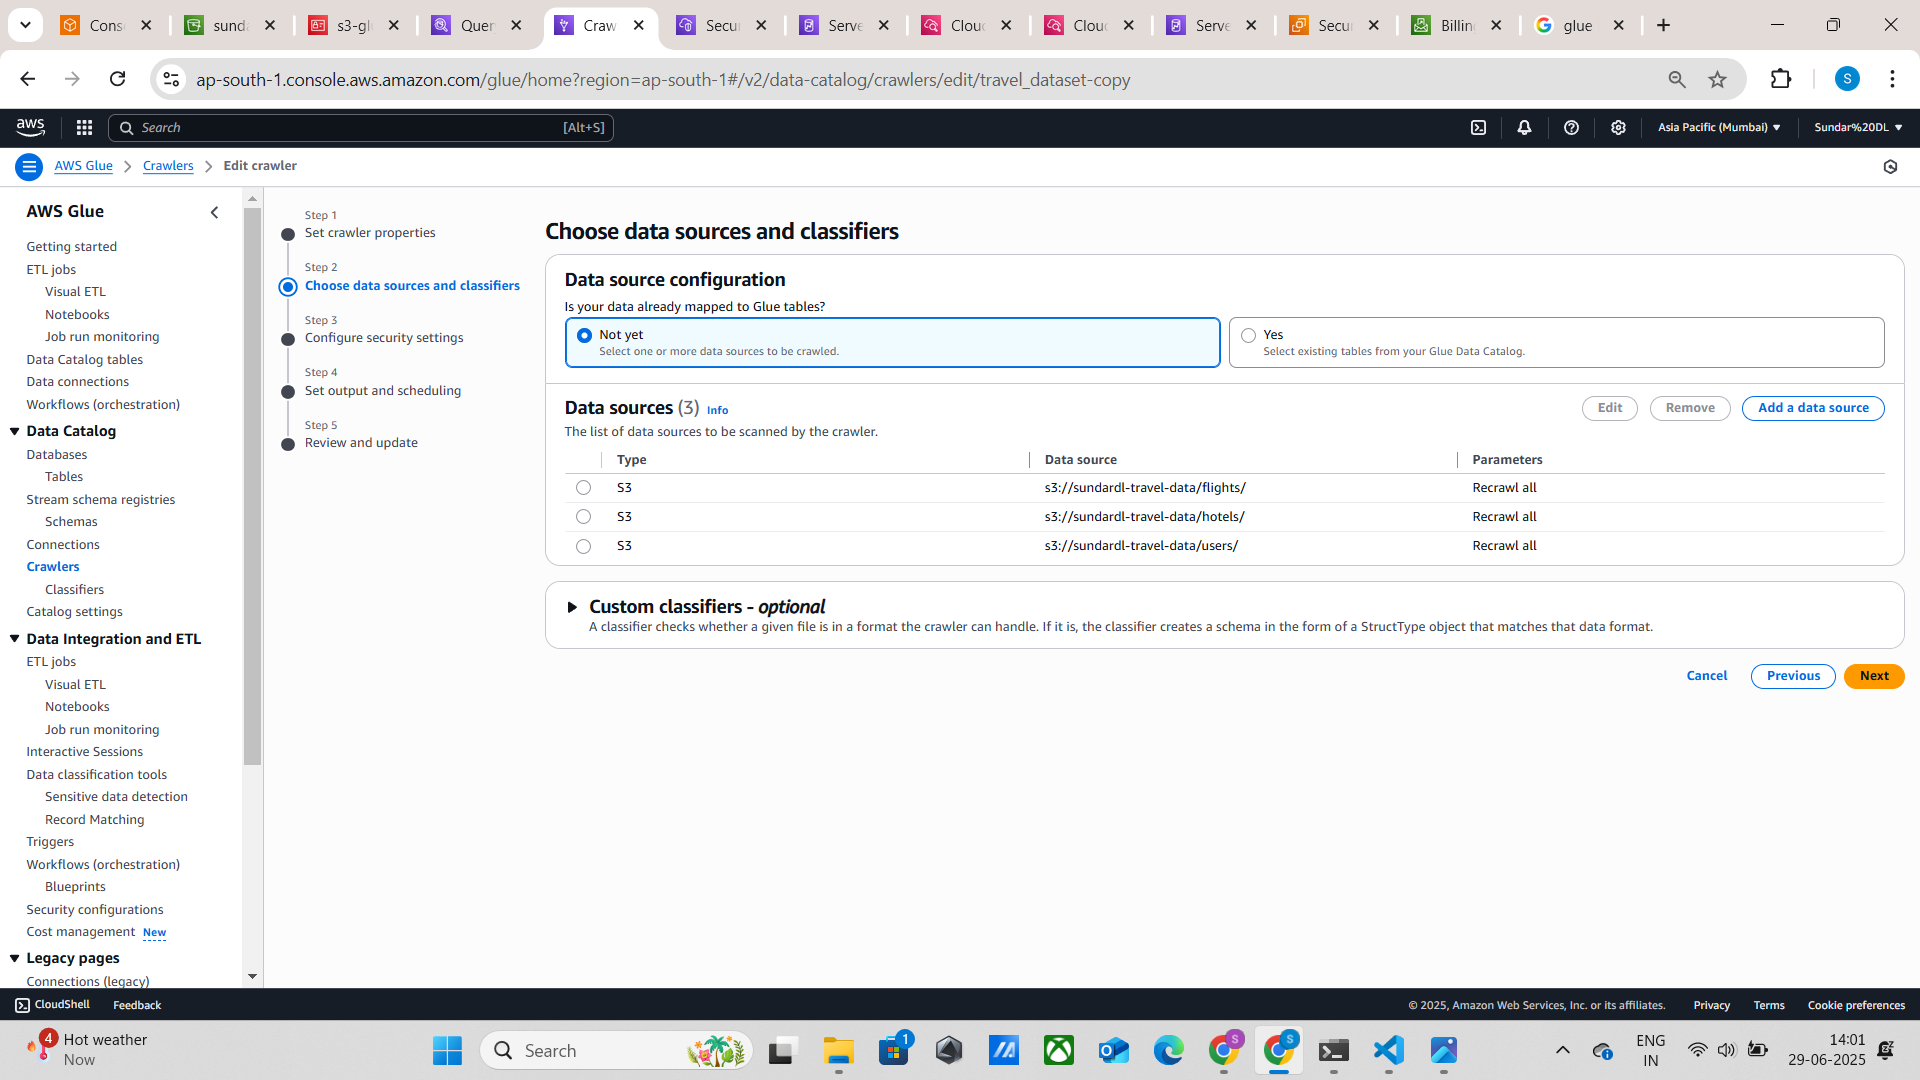 Cons
sunda
s3-gl
Quer
Craw
Secu
Serve
Cloud
Cloud
Serve
Secu
Billin
glue
ap-south-1.console.aws.amazon.com/glue/home?region=ap-south-1#/v2/data-catalog/crawlers/edit/travel_dataset-copy
S
aws
Search
[Alt+S]
Asia Pacific (Mumbai)
Sundar%20DL
AWS Glue
Crawlers
Edit crawler
AWS Glue
Getting started
ETL jobs
Visual ETL
Notebooks
Job run monitoring
Data Catalog tables
Data connections
Workflows (orchestration)
Data Catalog
Databases
Tables
Stream schema registries
Schemas
Connections
Crawlers
Classifiers
Catalog settings
Data Integration and ETL
ETL jobs
Visual ETL
Notebooks
Job run monitoring
Interactive Sessions
Data classification tools
Sensitive data detection
Record Matching
Triggers
Workflows (orchestration)
Blueprints
Security configurations
Cost management New
Legacy pages
Connections (legacy)
Step 1
Set crawler properties
Step 2
Choose data sources and classifiers
Step 3
Configure security settings
Step 4
Set output and scheduling
Step 5
Review and update
Choose data sources and classifiers
Data source configuration
Is your data already mapped to Glue tables?
Not yet
Select one or more data sources to be crawled.
Yes
Select existing tables from your Glue Data Catalog.
Data sources (3) Info
Edit
Remove
Add a data source
The list of data sources to be scanned by the crawler.
Type Data source Parameters
S3 s3://sundardl-travel-data/flights/ Recrawl all
S3 s3://sundardl-travel-data/hotels/ Recrawl all
S3 s3://sundardl-travel-data/users/ Recrawl all
Custom classifiers - optional
A classifier checks whether a given file is in a format the crawler can handle. If it is, the classifier creates a schema in the form of a StructType object that matches that data format.
Cancel
Previous
Next
CloudShell
Feedback
© 2025, Amazon Web Services, Inc. or its affiliates.
Privacy
Terms
Cookie preferences
4
Hot weather
Now
Search
1
S
S
ENG
IN
14:01
29-06-2025